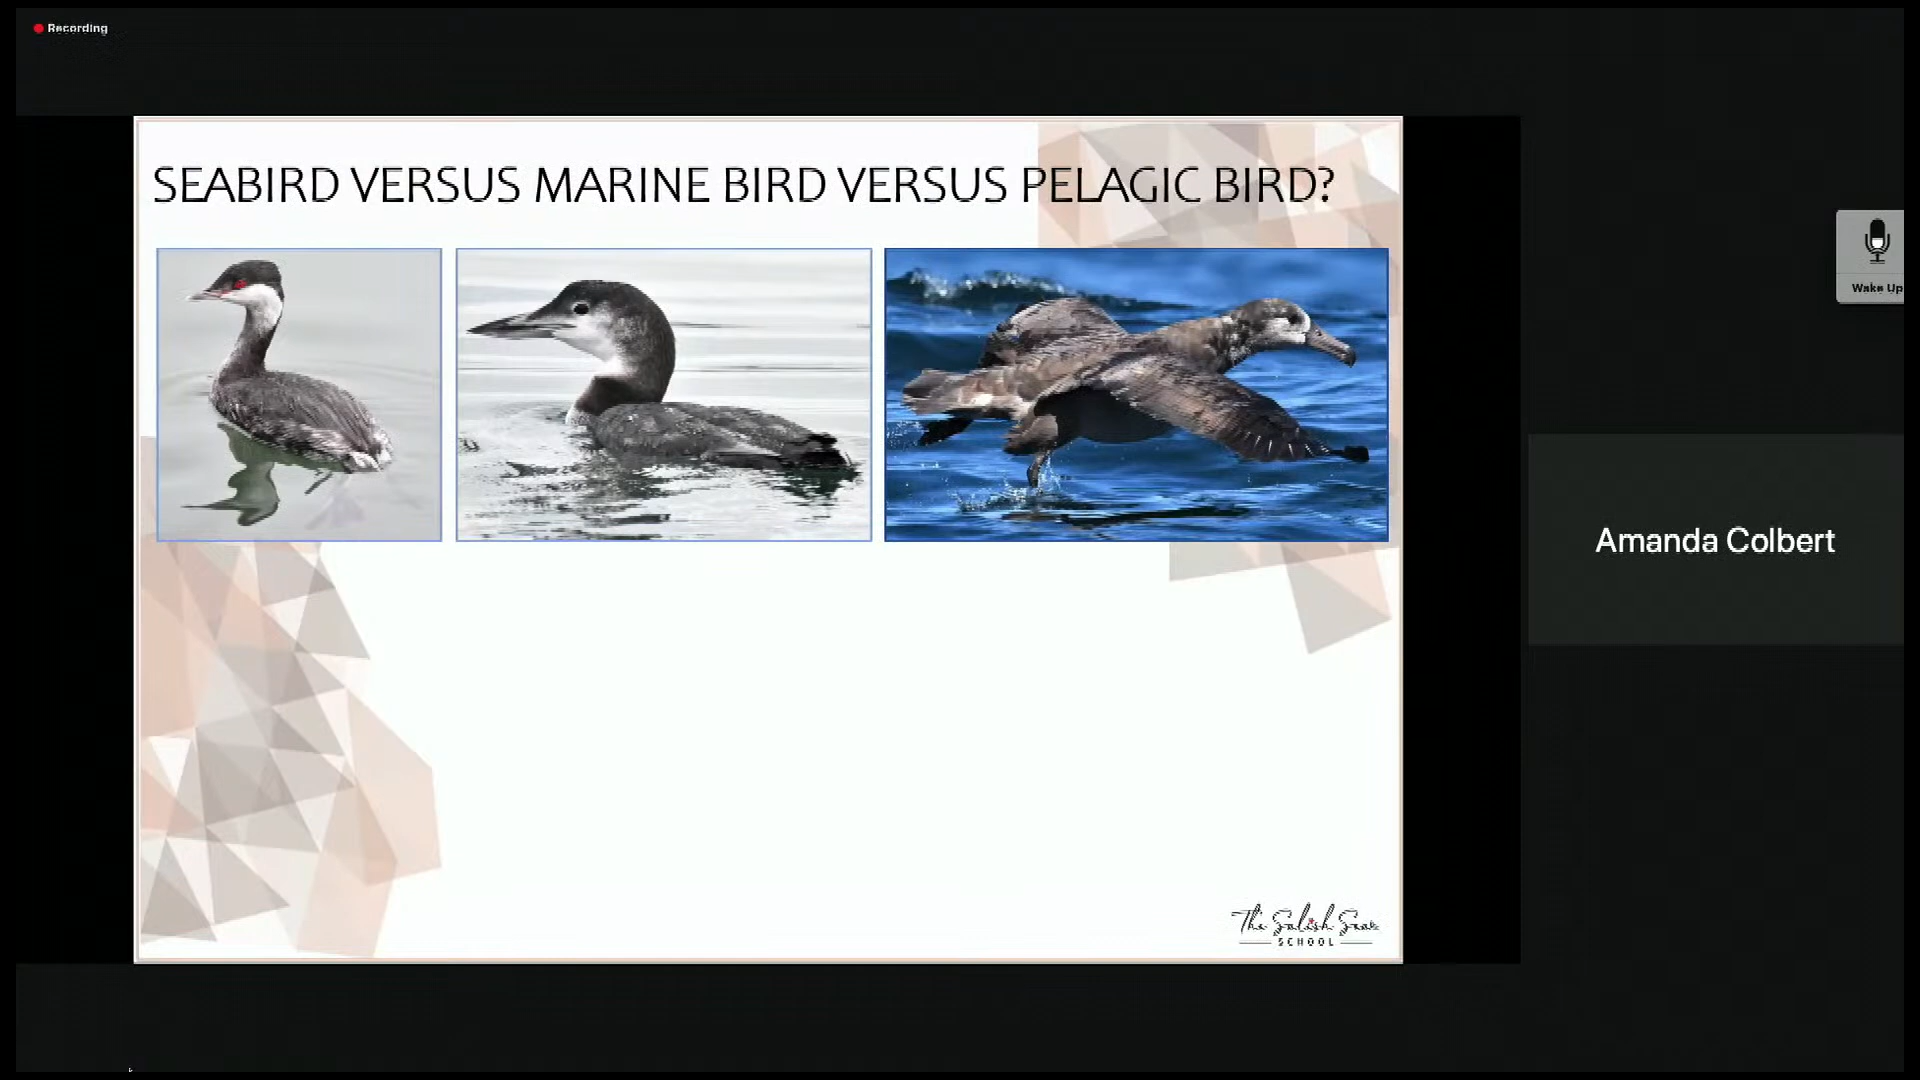 Recording
SEABIRD VERSUS MARINE BIRD VERSUS PELAGIC BIRD?
Wake Up
Amanda Colbert
The Salish Sea
SCHOOL